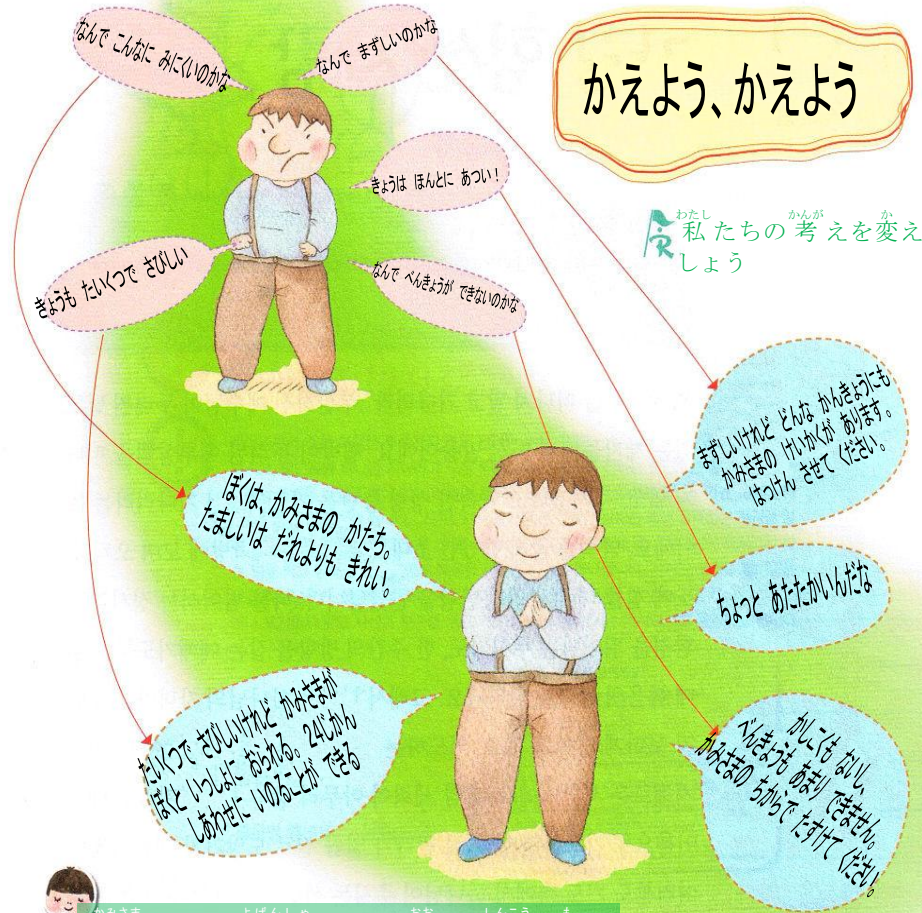 かえよう、かえよう
私たちの考えを変え
しょう
なんで こんなに みにくいのかな
なんで まずしいのかな
きょうは ほんとに あつい!
きょうも たいくつで さびしい
なんで べんきょうが できないのかな
まずしいけれど どんな かんきょうにも
かみさまの けいかくが あります。
はっけん させて ください。
ぼくは、かみさまの かたち。
たましいは だれよりも きれい。
ちょっと あたたかいんだな
たいくつで さびしいけれど かみさまが
ぼくと いっしょに おられる。24じかん
しあわせに いのることが できる
かしこくも ないし、
べんきょうも あまり できません。
かみさまの ちからで たすけて ください。